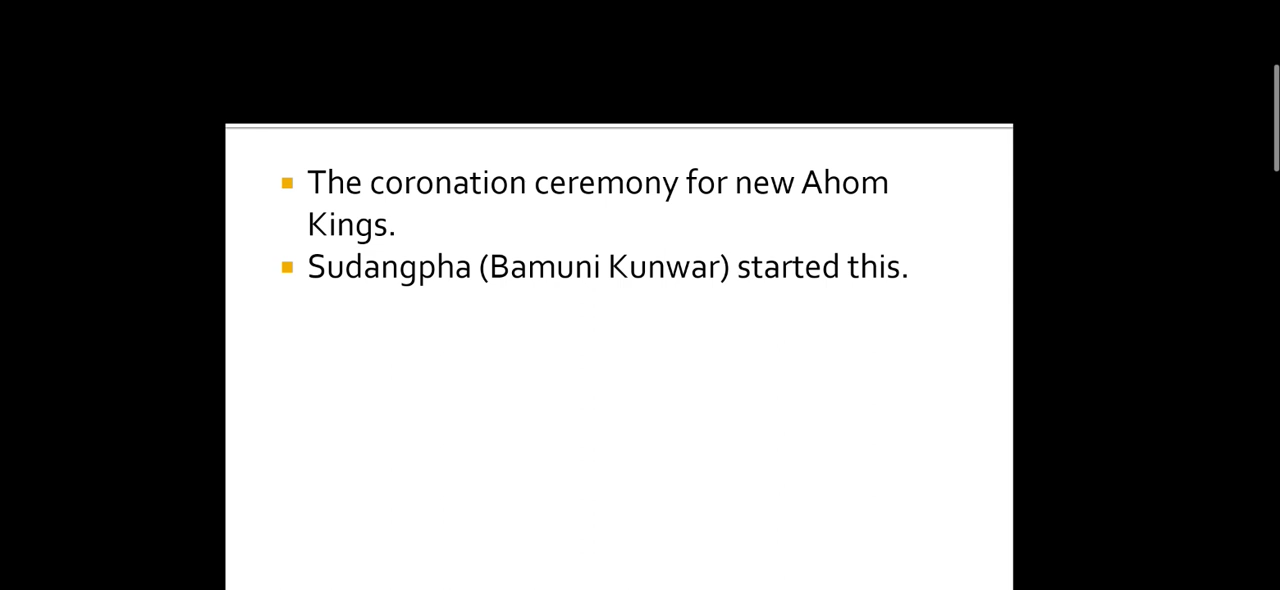 ▪ The coronation ceremony for new Ahom
Kings.
▪ Sudangpha (Bamuni Kunwar) started this.